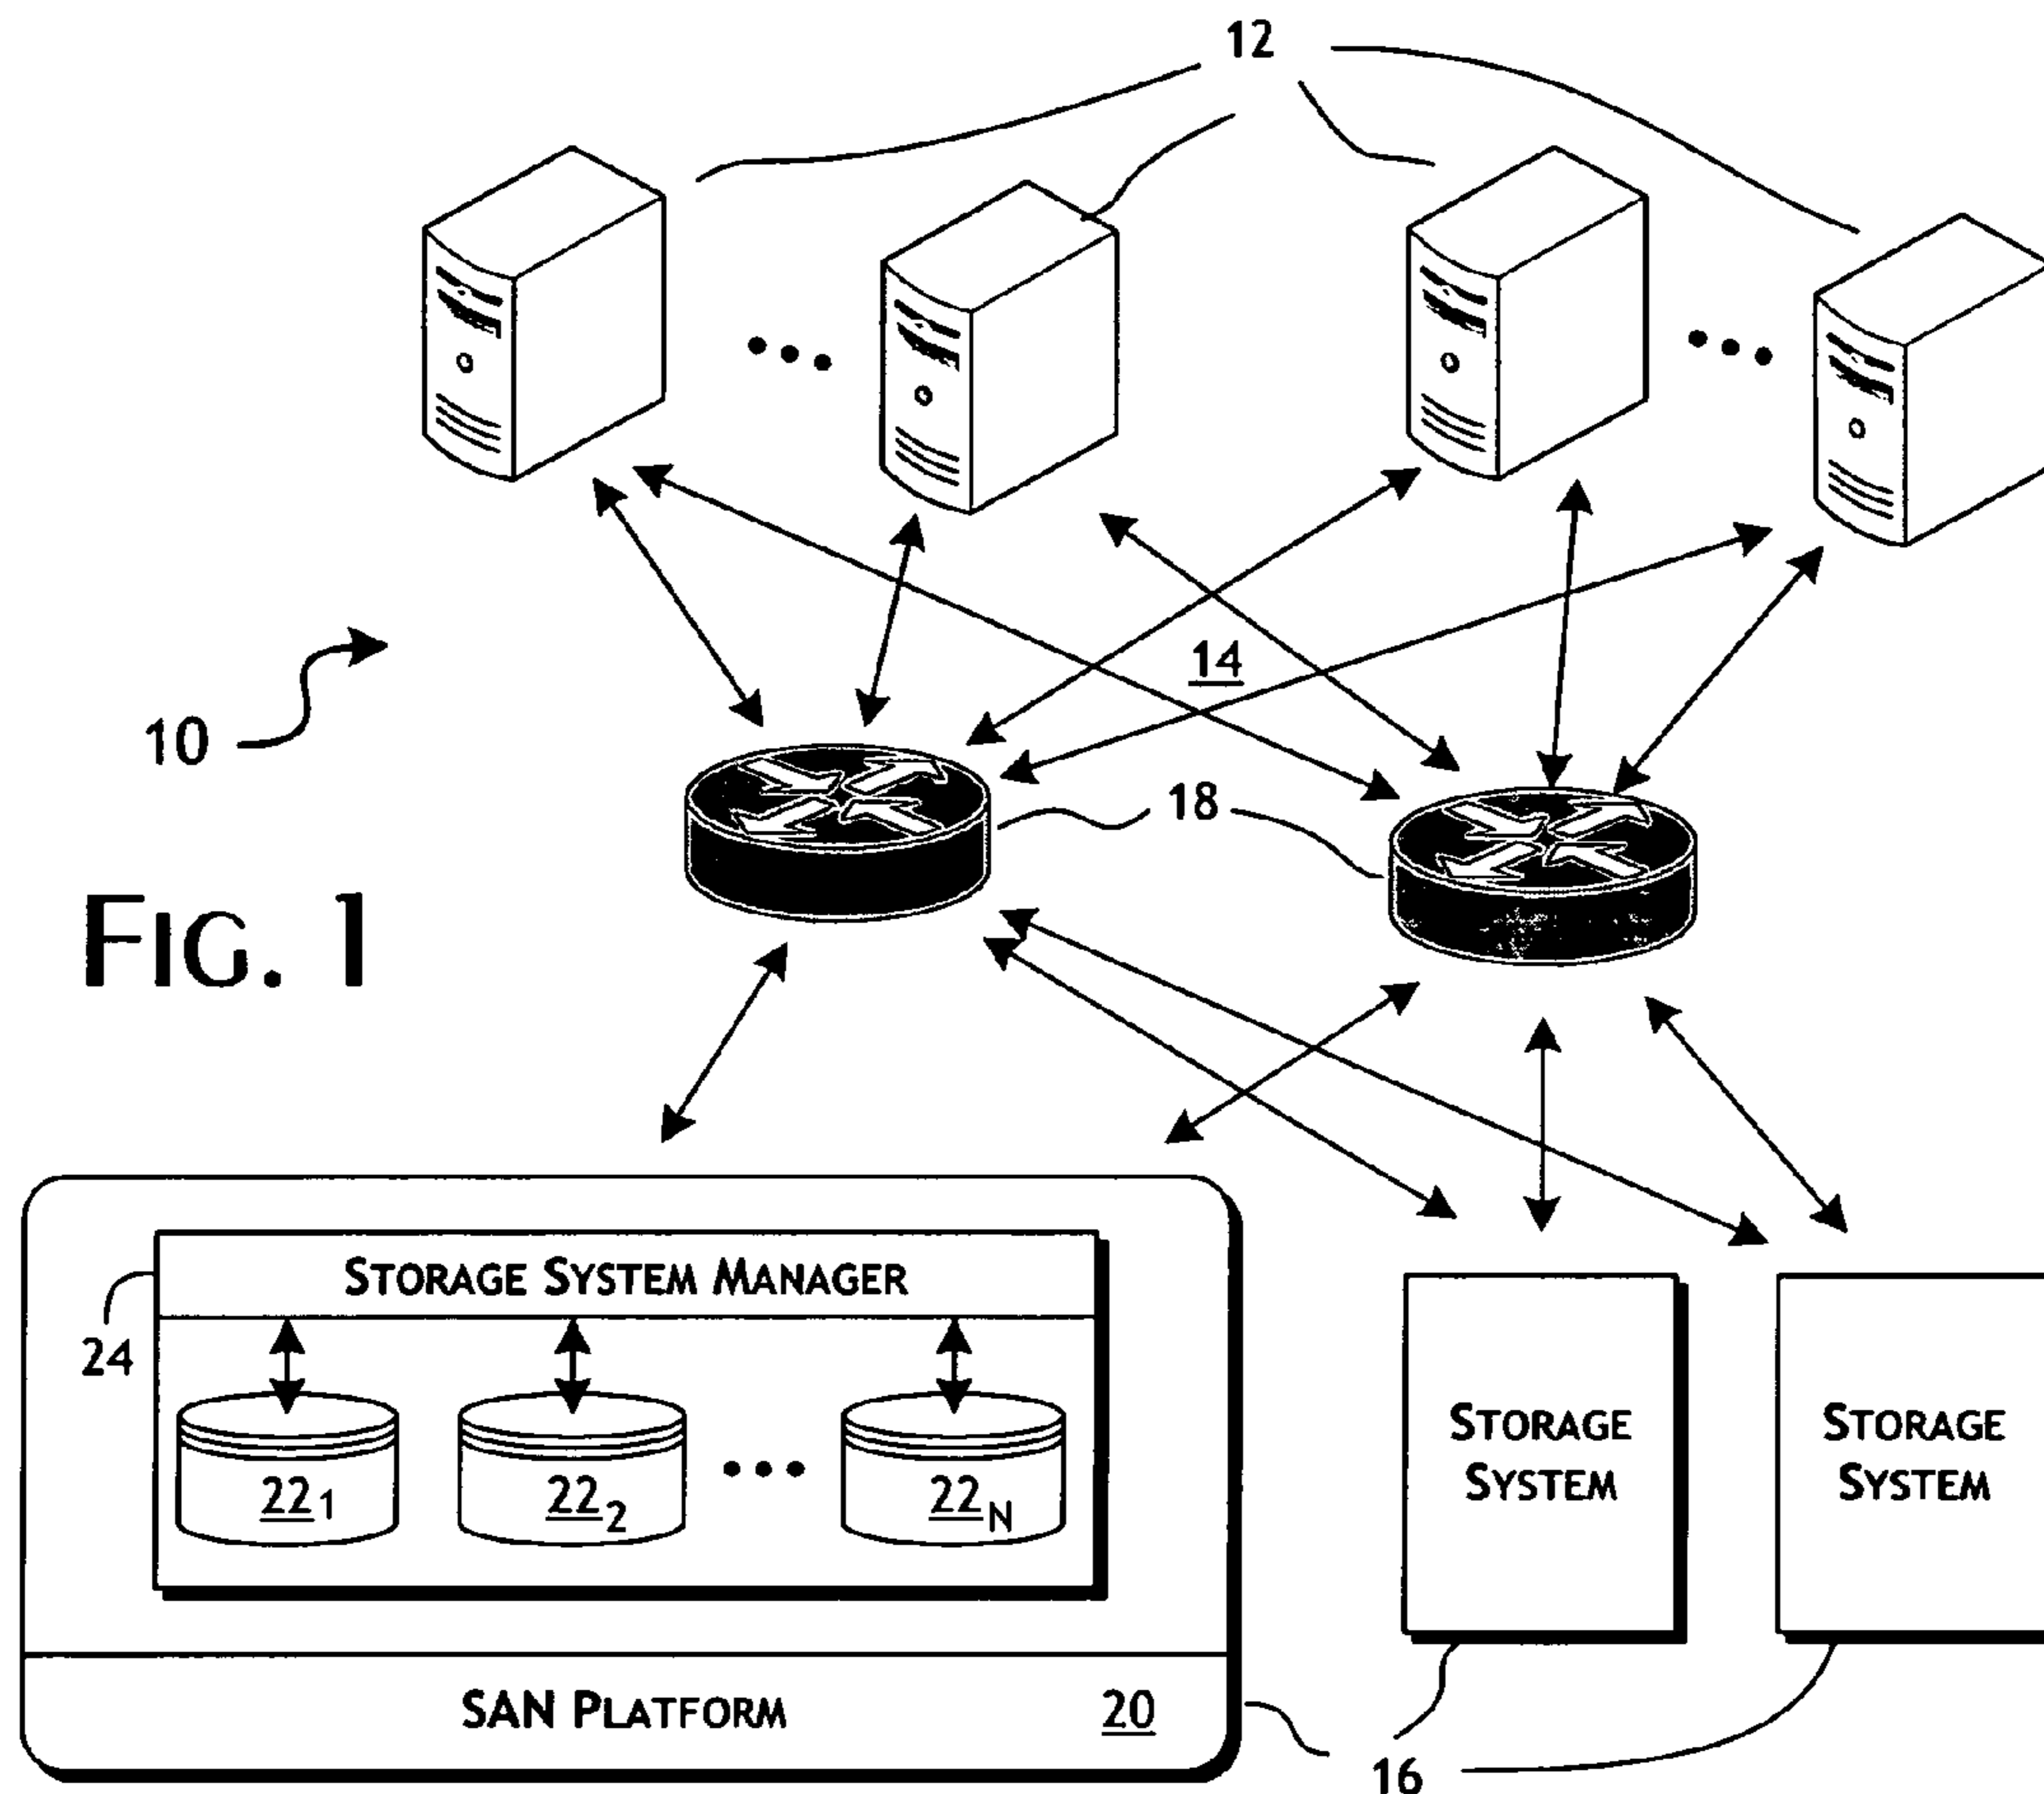 12
14
10
18
FIG. 1
STORAGE SYSTEM MANAGER
24
22₁
22₂
22N
STORAGE
SYSTEM
STORAGE
SYSTEM
SAN PLATFORM
20
16